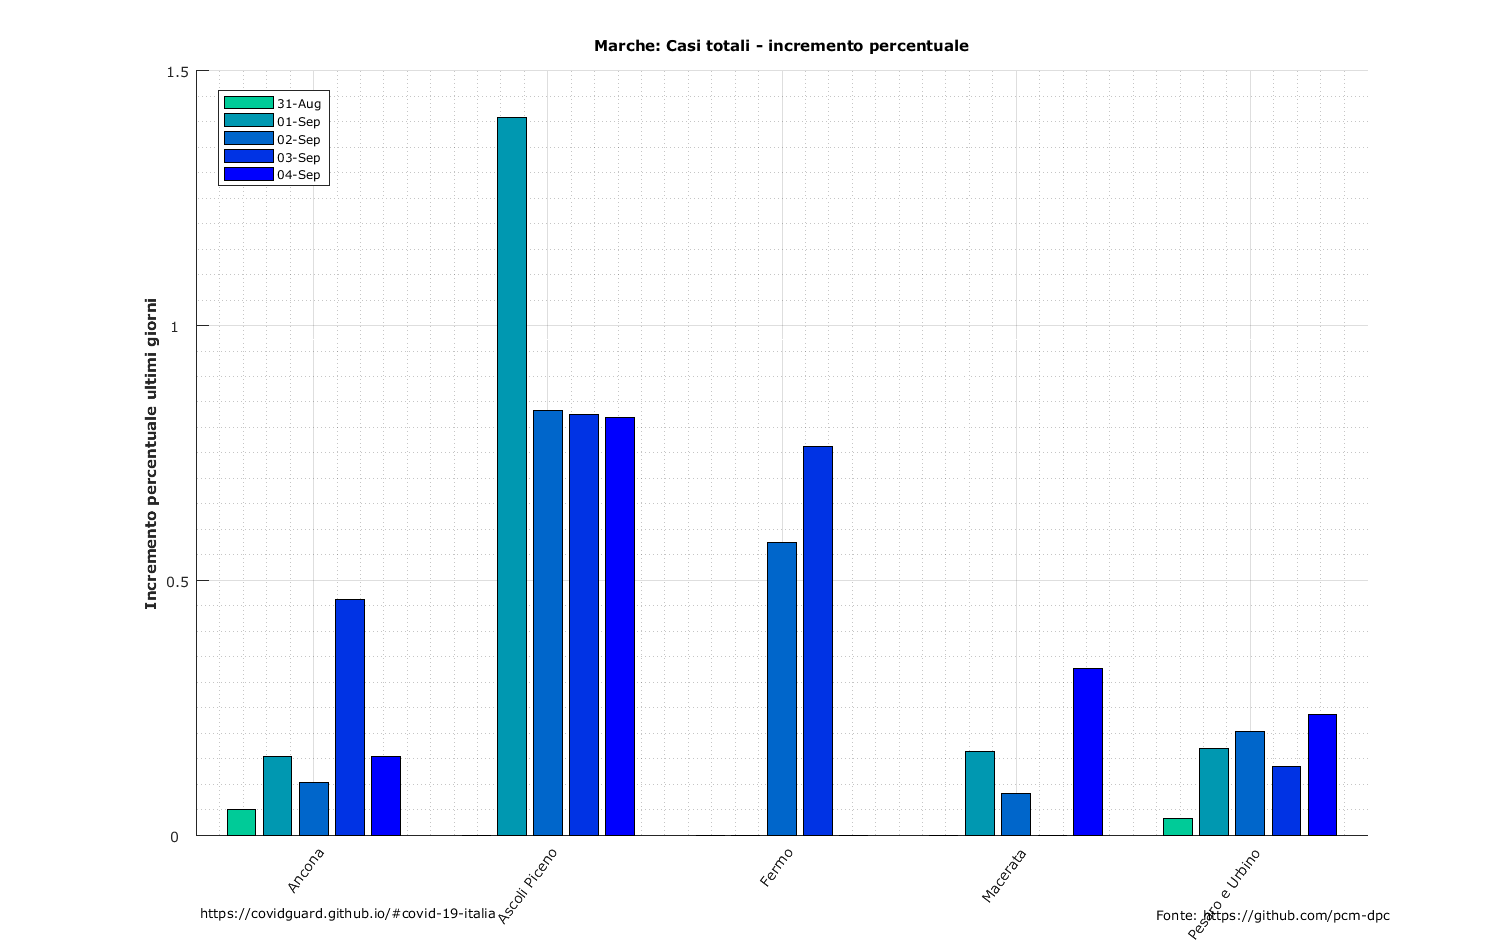 Marche: Casi totali - incremento percentuale
Incremento percentuale ultimi giorni
1.5
1
0.5
0
31-Aug
01-Sep
02-Sep
03-Sep
04-Sep
Ancona
Ascoli Piceno
Fermo
Macerata
Pesaro e Urbino
https://covidguard.github.io/#covid-19-italia
Fonte: https://github.com/pcm-dpc